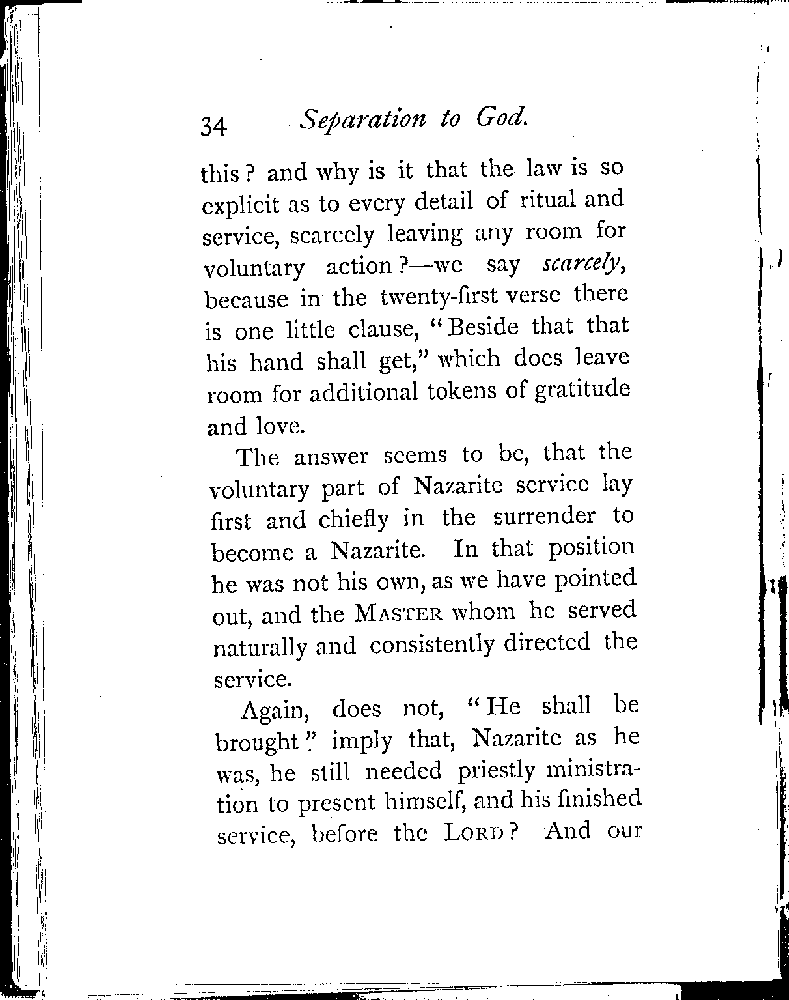 34 Separation to God.
this? and why is it that the law is so
explicit as to every detail of ritual and
service, scarcely leaving any room for
voluntary action?—we say scarcely,
because in the twenty-first verse there
is one little clause, “Beside that that
his hand shall get,” which does leave
room for additional tokens of gratitude
and love.
The answer seems to be, that the
voluntary part of Nazarite service lay
first and chiefly in the surrender to
become a Nazarite. In that position
he was not his own, as we have pointed
out, and the MASTER whom he served
naturally and consistently directed the
service.
Again, does not, “He shall be
brought” imply that, Nazarite as he
was, he still needed priestly ministra-
tion to present himself, and his finished
service, before the LORD? And our